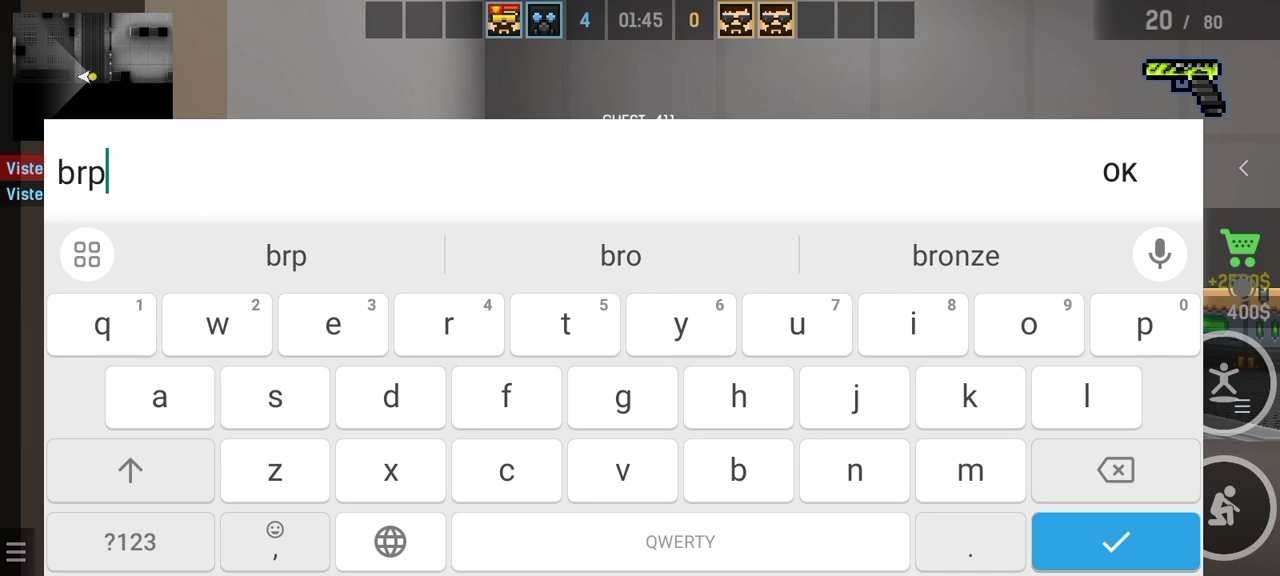 4 01:45 0 20 / 80
Viste
Viste
brp OK
brp bro bronze
+2500$
400$
q 1 w 2 e 3 r 4 t 5 y 6 u 7 i 8 o 9 p 0
a s d f g h j k l
z x c v b n m
?123 , QWERTY .